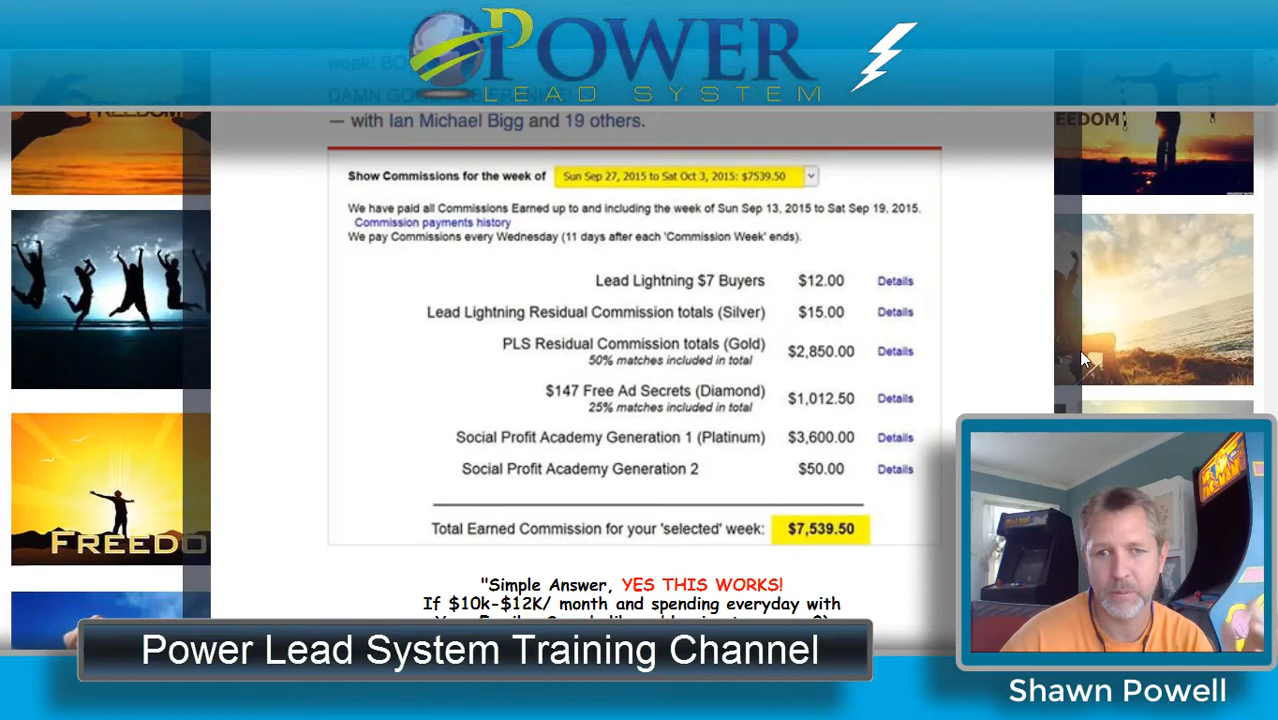 POWER
LEAD SYSTEM
week!
DAMN
— with Ian Michael Bigg and 19 others.
FREEDOM
EEDOM
Show Commissions for the week of Sun Sep 27, 2015 to Sat Oct 3, 2015: $7539.50
We have paid all Commissions Earned up to and including the week of Sun Sep 13, 2015 to Sat Sep 19, 2015.
Commission payments history
We pay Commissions every Wednesday (11 days after each 'Commission Week' ends).
Lead Lightning $7 Buyers $12.00 Details
Lead Lightning Residual Commission totals (Silver) $15.00 Details
PLS Residual Commission totals (Gold) $2,850.00 Details
50% matches included in total
$147 Free Ad Secrets (Diamond) $1,012.50 Details
25% matches included in total
Social Profit Academy Generation 1 (Platinum) $3,600.00 Details
Social Profit Academy Generation 2 $50.00 Details
Total Earned Commission for your 'selected' week: $7,539.50
FREEDO
"Simple Answer, YES THIS WORKS!
If $10k-$12K/ month and spending everyday with
Power Lead System Training Channel
Shawn Powell